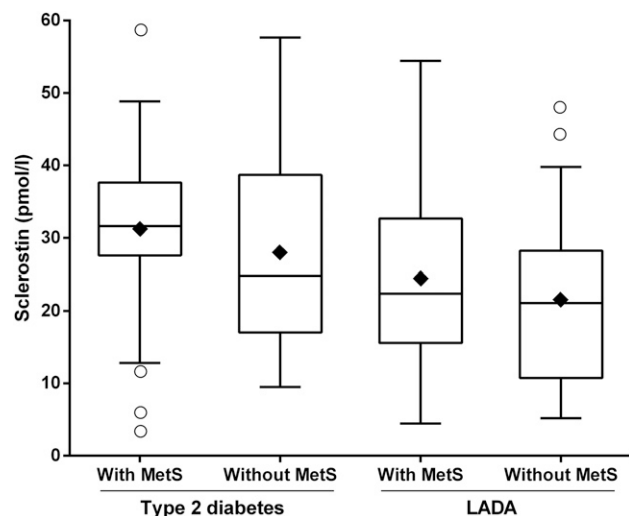 Sclerostin (pmol/l)
60
50
40
30
20
10
0
With MetS Without MetS With MetS Without MetS
Type 2 diabetes LADA